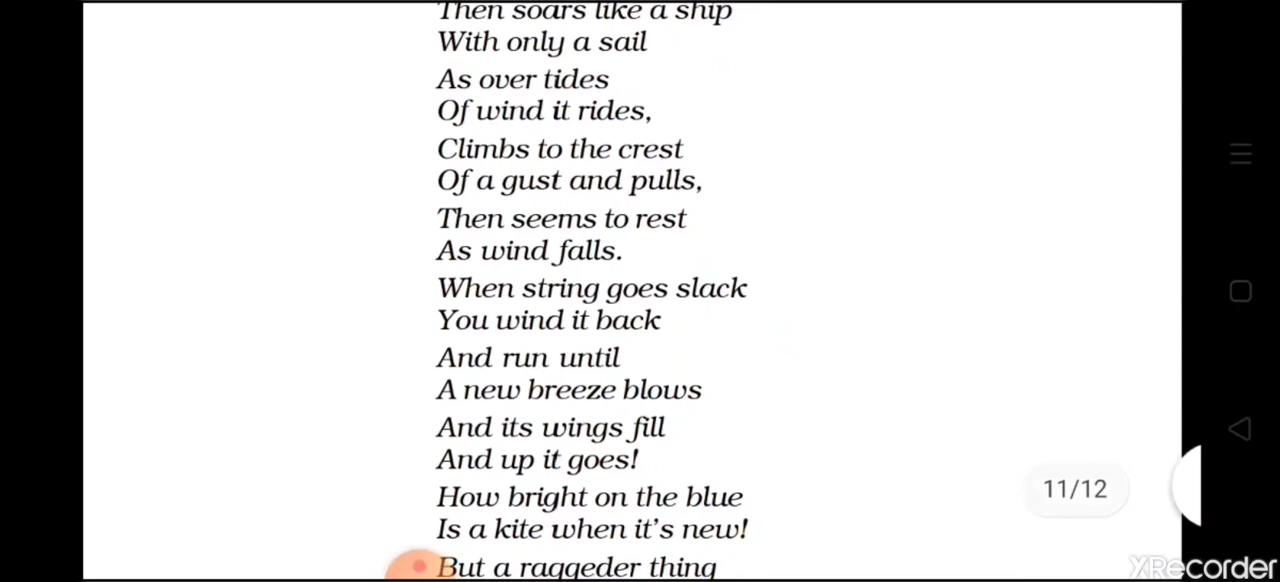 Then soars like a ship
With only a sail
As over tides
Of wind it rides,
Climbs to the crest
Of a gust and pulls,
Then seems to rest
As wind falls.
When string goes slack
You wind it back
And run until
A new breeze blows
And its wings fill
And up it goes!
11/12
How bright on the blue
Is a kite when it's new!
But a raggeder thing
XRecorder